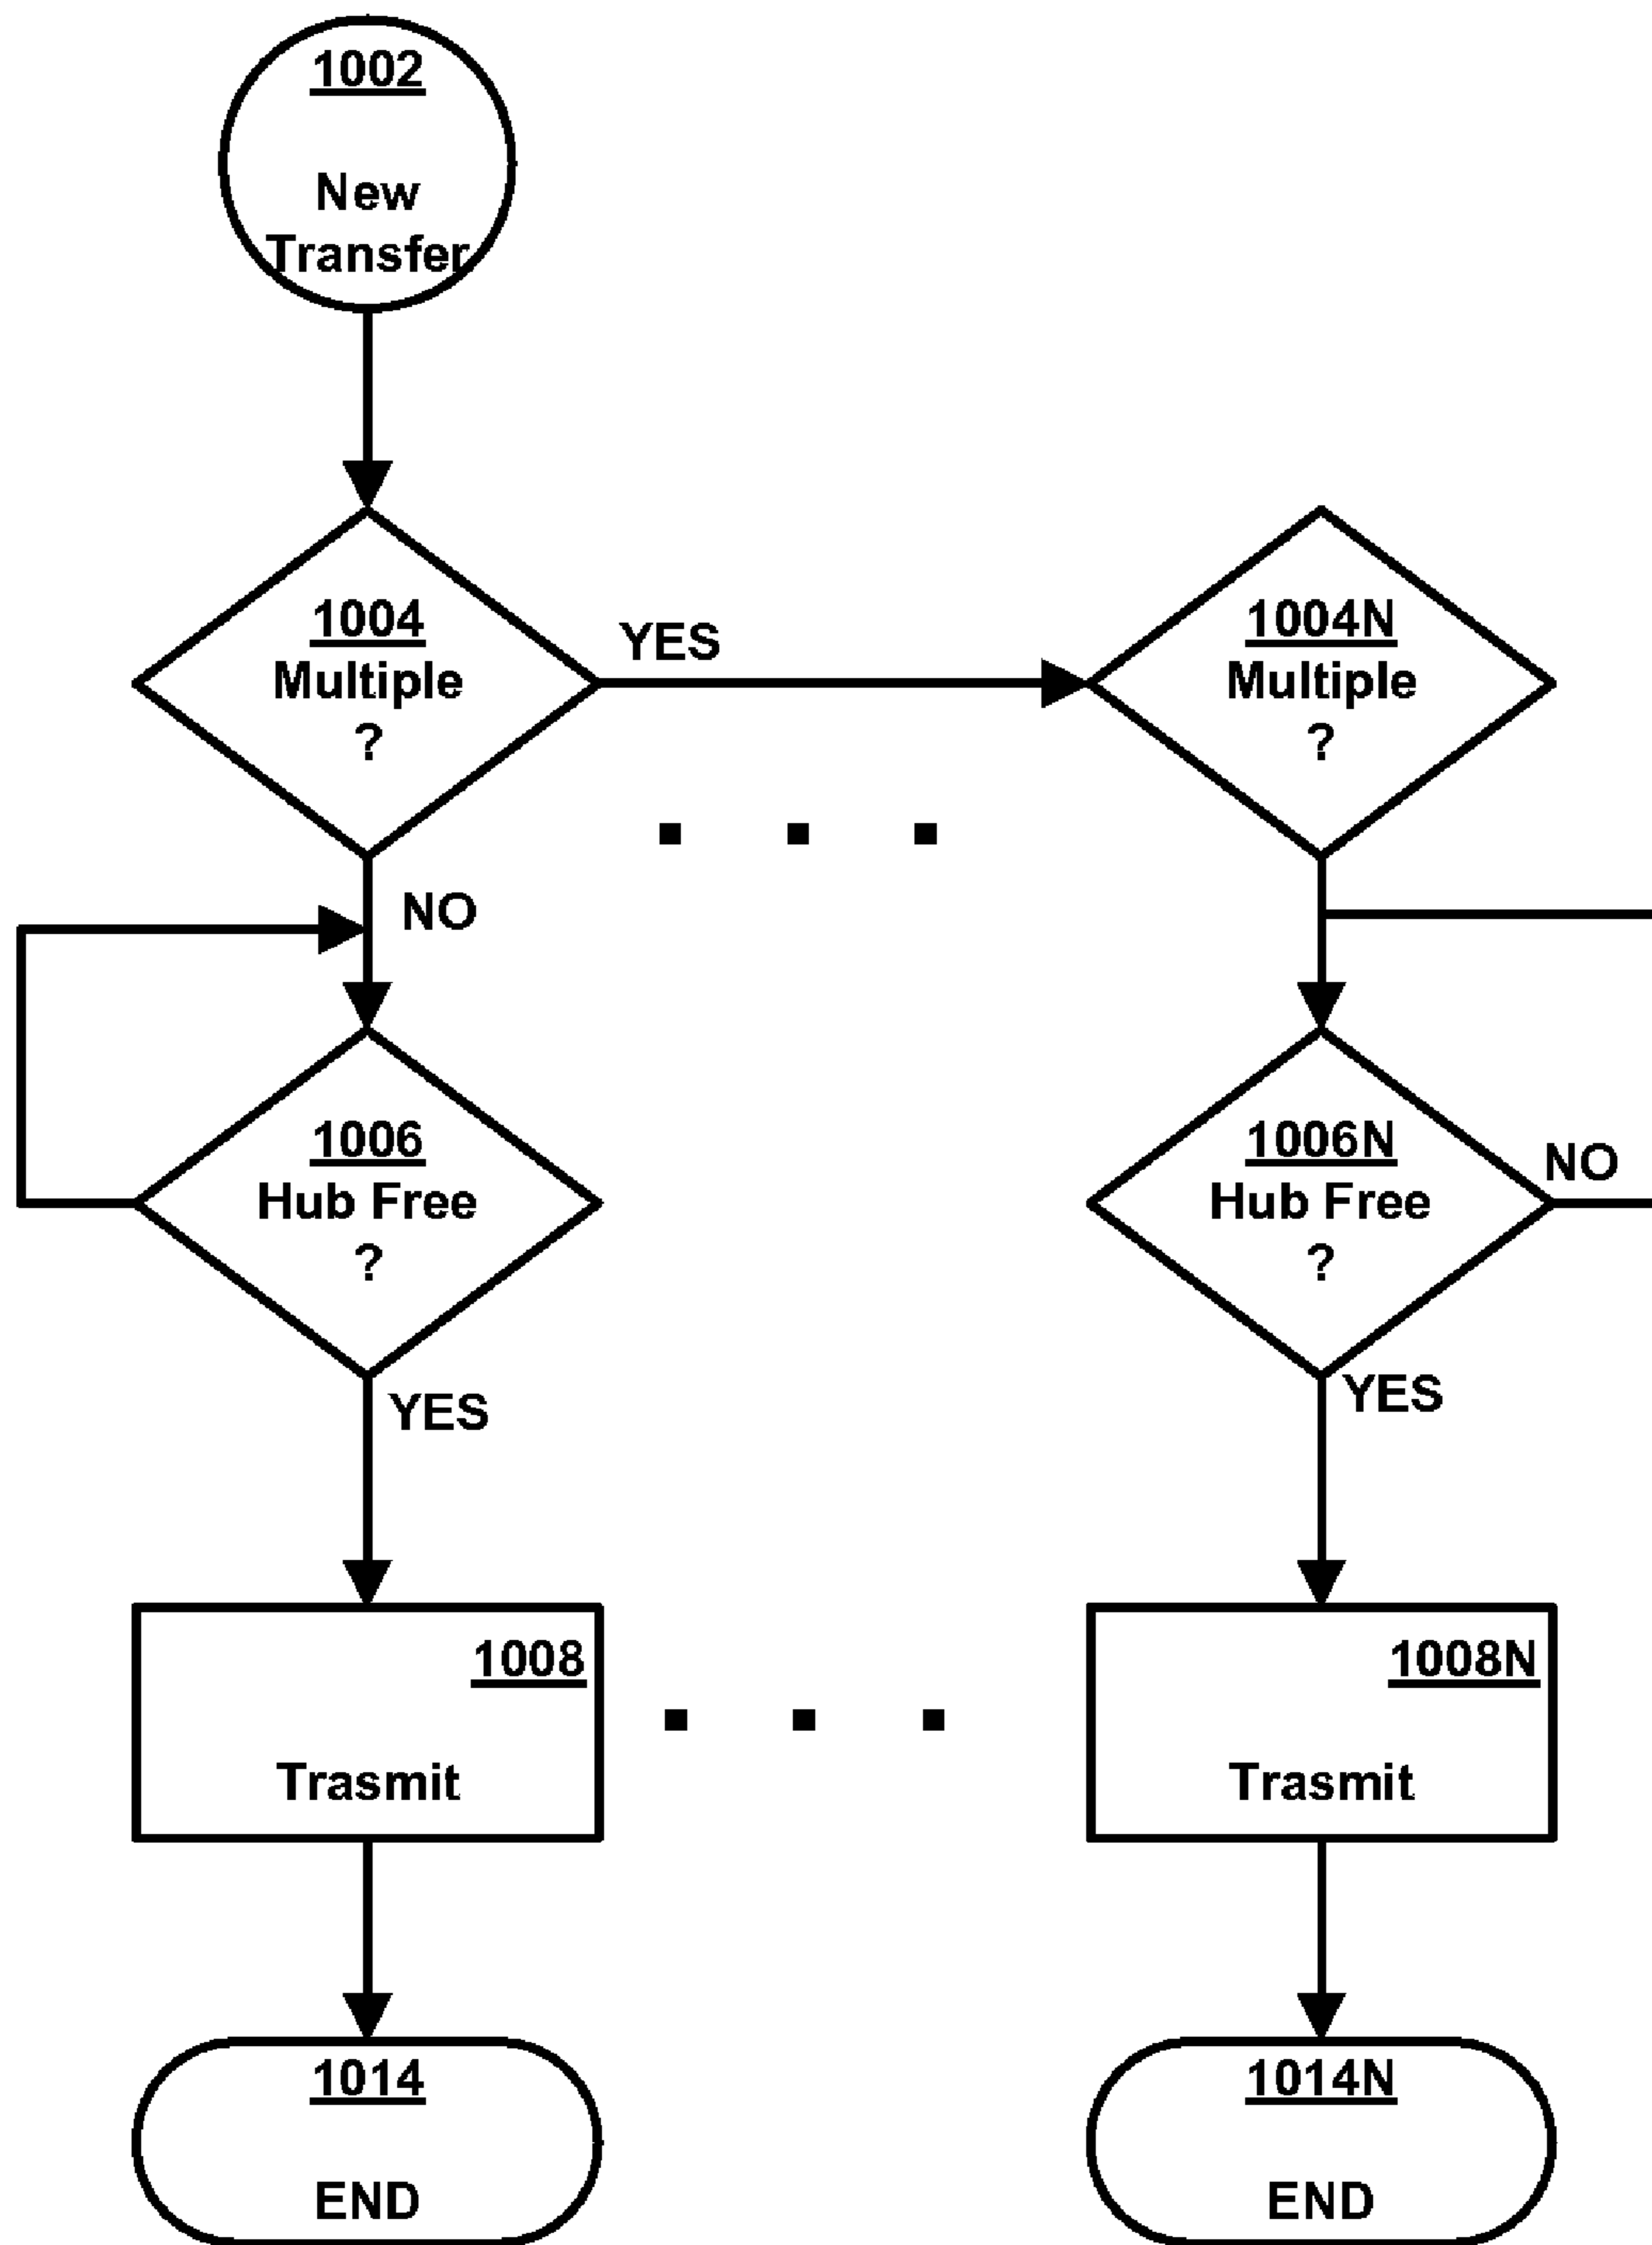 1002
New
Transfer
1004
Multiple
?
YES
1004N
Multiple
?
NO
1006
Hub Free
?
1006N
Hub Free
?
NO
YES
YES
1008
Trasmit
1008N
Trasmit
1014
END
1014N
END